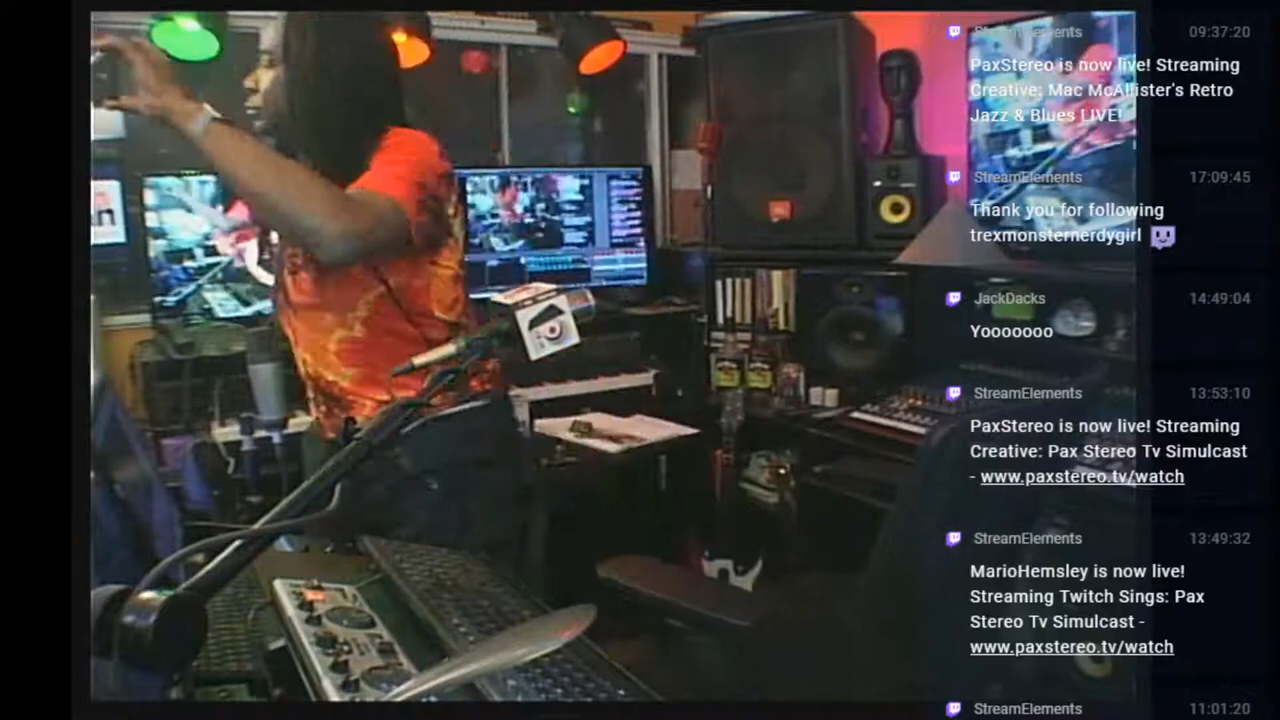 StreamElements 09:37:20
PaxStereo is now live! Streaming
Creative: Mac McAllister's Retro
Jazz & Blues LIVE!
StreamElements 17:09:45
Thank you for following
trexmonsternerdygirl
JackDacks 14:49:04
Yooooooo
StreamElements 13:53:10
PaxStereo is now live! Streaming
Creative: Pax Stereo Tv Simulcast
- www.paxstereo.tv/watch
StreamElements 13:49:32
MarioHemsley is now live!
Streaming Twitch Sings: Pax
Stereo Tv Simulcast -
www.paxstereo.tv/watch
StreamElements 11:01:20